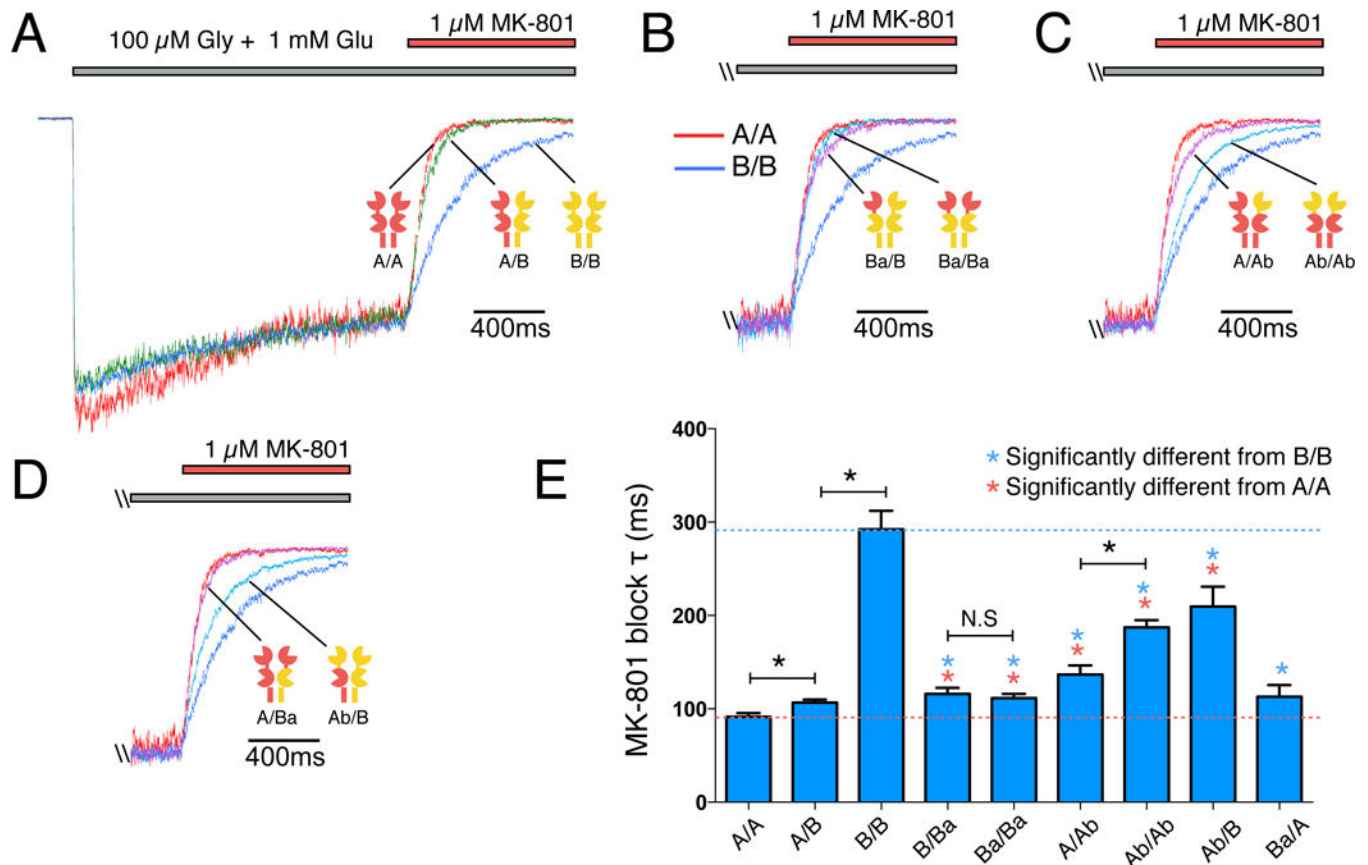 A
100 µM Gly + 1 mM Glu
1 µM MK-801
A/A
A/B
B/B
400ms
B
1 µM MK-801
A/A
B/B
Ba/B
Ba/Ba
400ms
C
1 µM MK-801
A/Ab
Ab/Ab
400ms
D
1 µM MK-801
A/Ba
Ab/B
400ms
E
* Significantly different from B/B
* Significantly different from A/A
MK-801 block τ (ms)
400
300
200
100
0
*
*
N.S
*
*
*
*
*
*
*
*
*
*
*
*
A/A
A/B
B/B
B/Ba
Ba/Ba
A/Ab
Ab/Ab
Ab/B
Ba/A